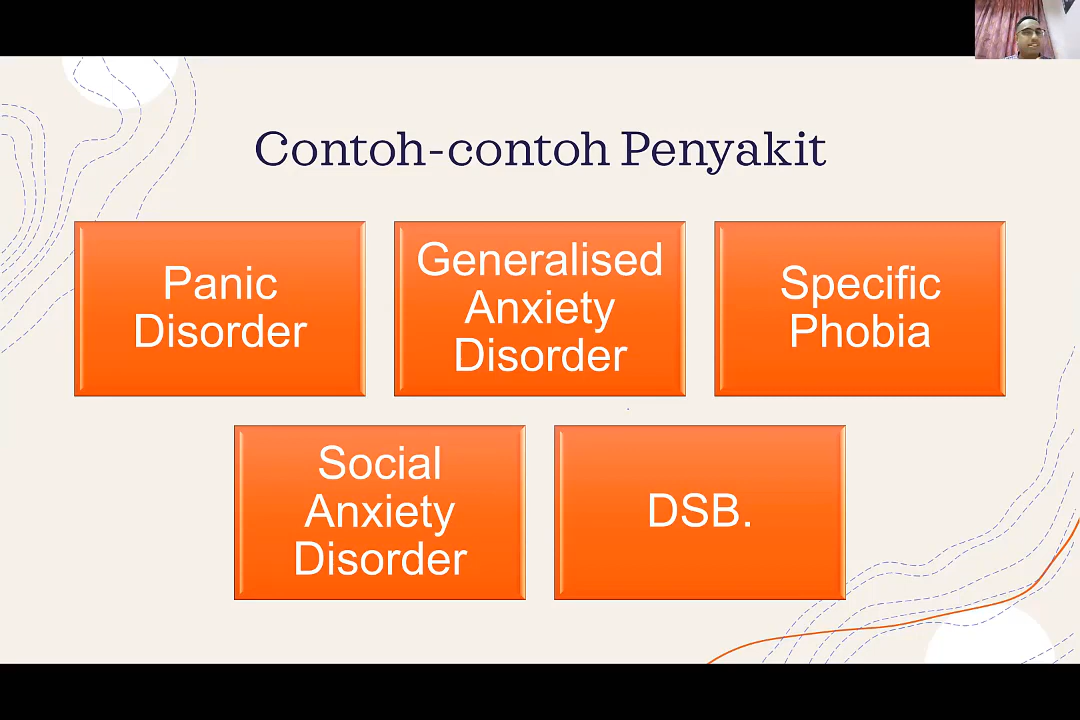 Contoh-contoh Penyakit
Panic
Disorder
Generalised
Anxiety
Disorder
Specific
Phobia
Social
Anxiety
Disorder
DSB.